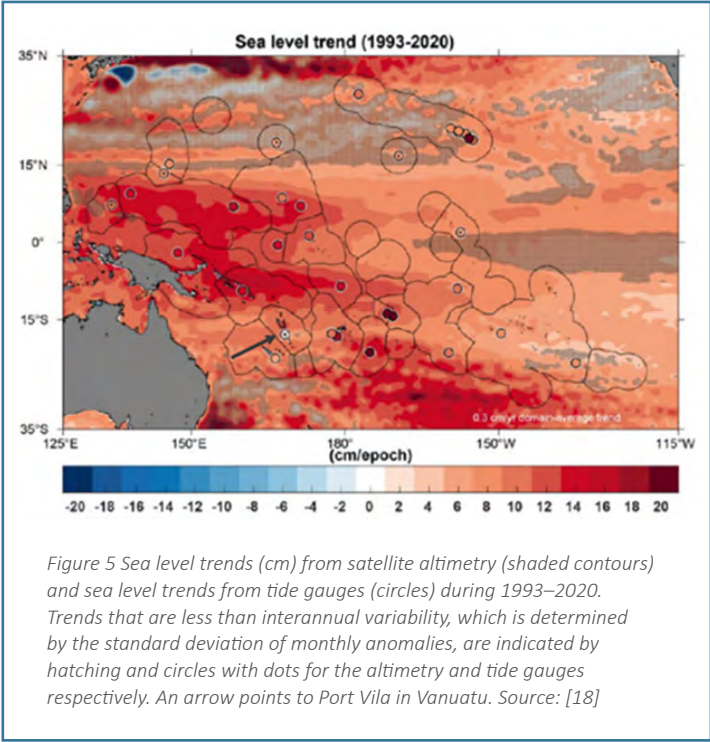 Sea level trend (1993-2020)
35°N
15°N
0°
15°S
35°S
125°E 150°E 180° 150°W 115°W
0.3 cm/yr domain-average trend
(cm/epoch)
-20 -18 -16 -14 -12 -10 -8 -6 -4 -2 0 2 4 6 8 10 12 14 16 18 20
Figure 5 Sea level trends (cm) from satellite altimetry (shaded contours)
and sea level trends from tide gauges (circles) during 1993–2020.
Trends that are less than interannual variability, which is determined
by the standard deviation of monthly anomalies, are indicated by
hatching and circles with dots for the altimetry and tide gauges
respectively. An arrow points to Port Vila in Vanuatu. Source: [18]